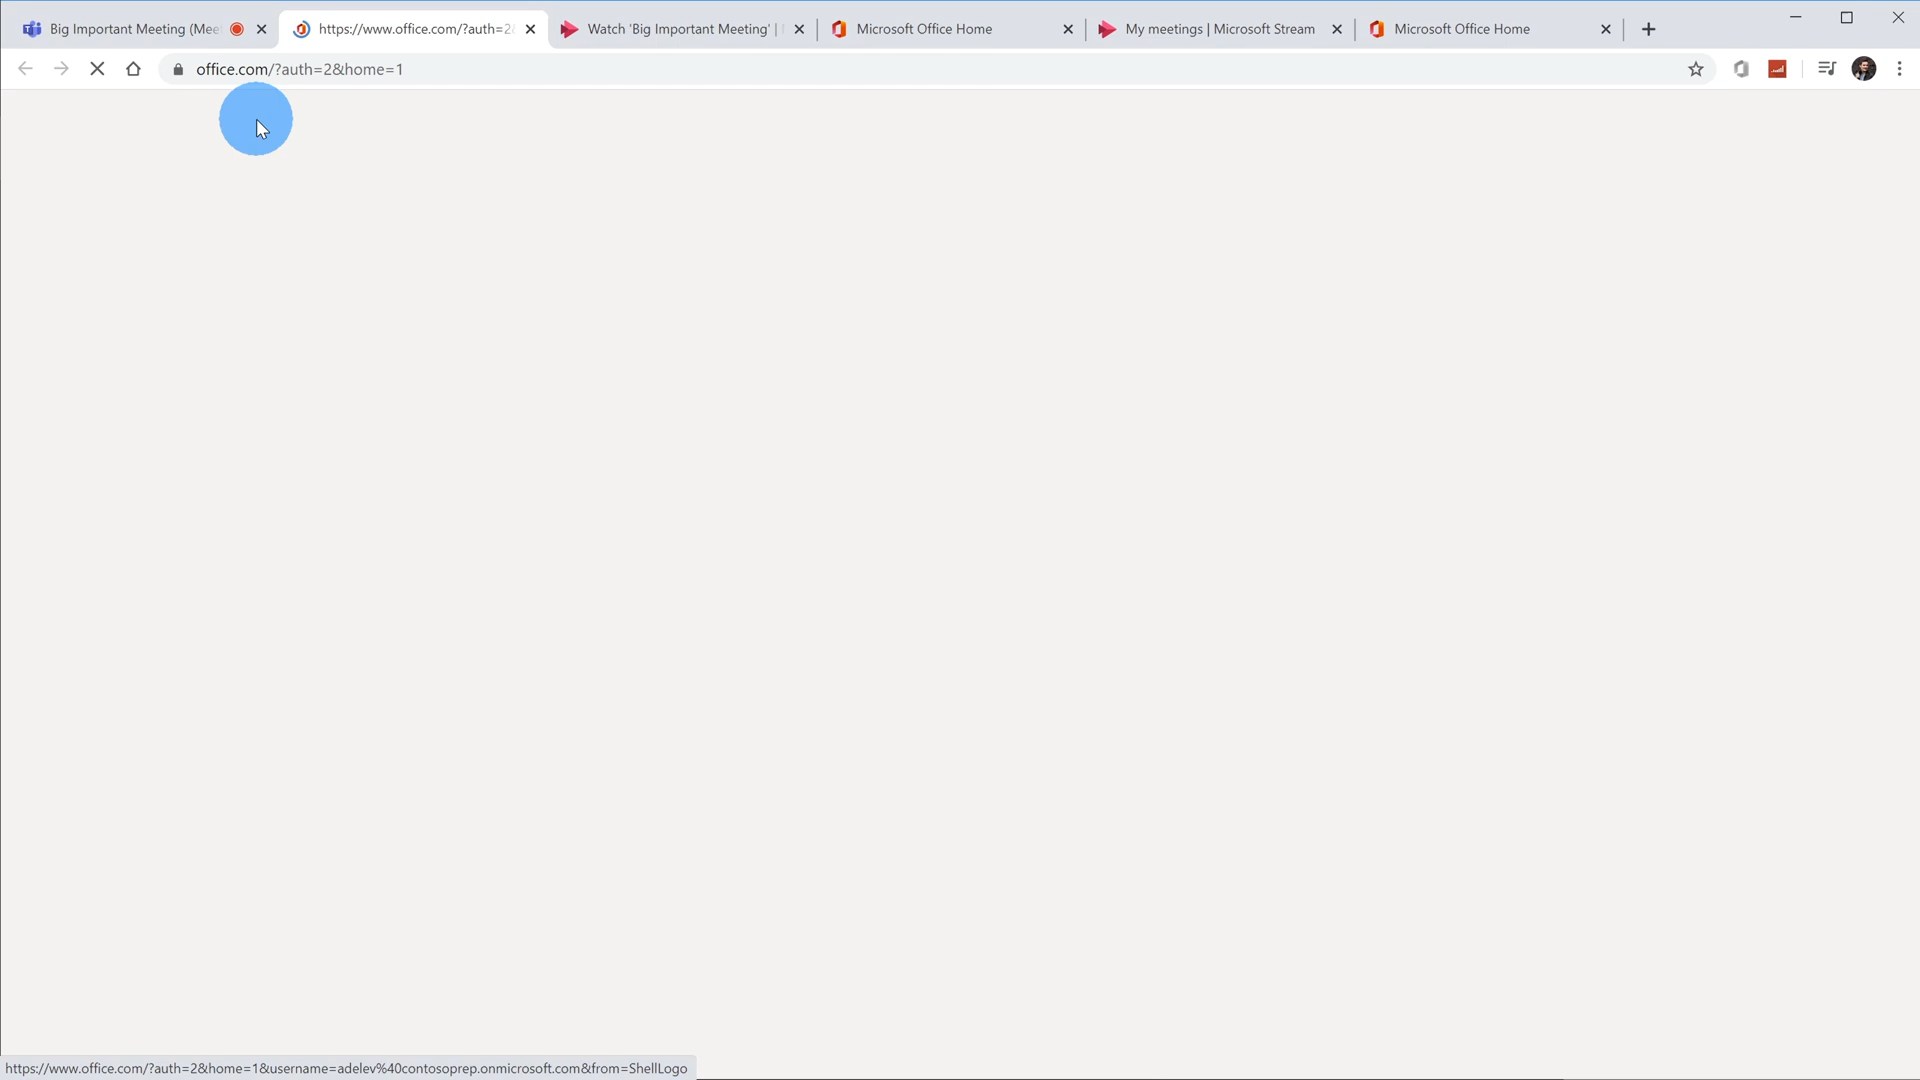 Big Important Meeting (Mee
https://www.office.com/?auth=2
Watch 'Big Important Meeting' |
Microsoft Office Home
My meetings | Microsoft Stream
Microsoft Office Home
office.com/?auth=2&home=1
https://www.office.com/?auth=2&home=1&username=adelev%40contosoprep.onmicrosoft.com&from=ShellLogo